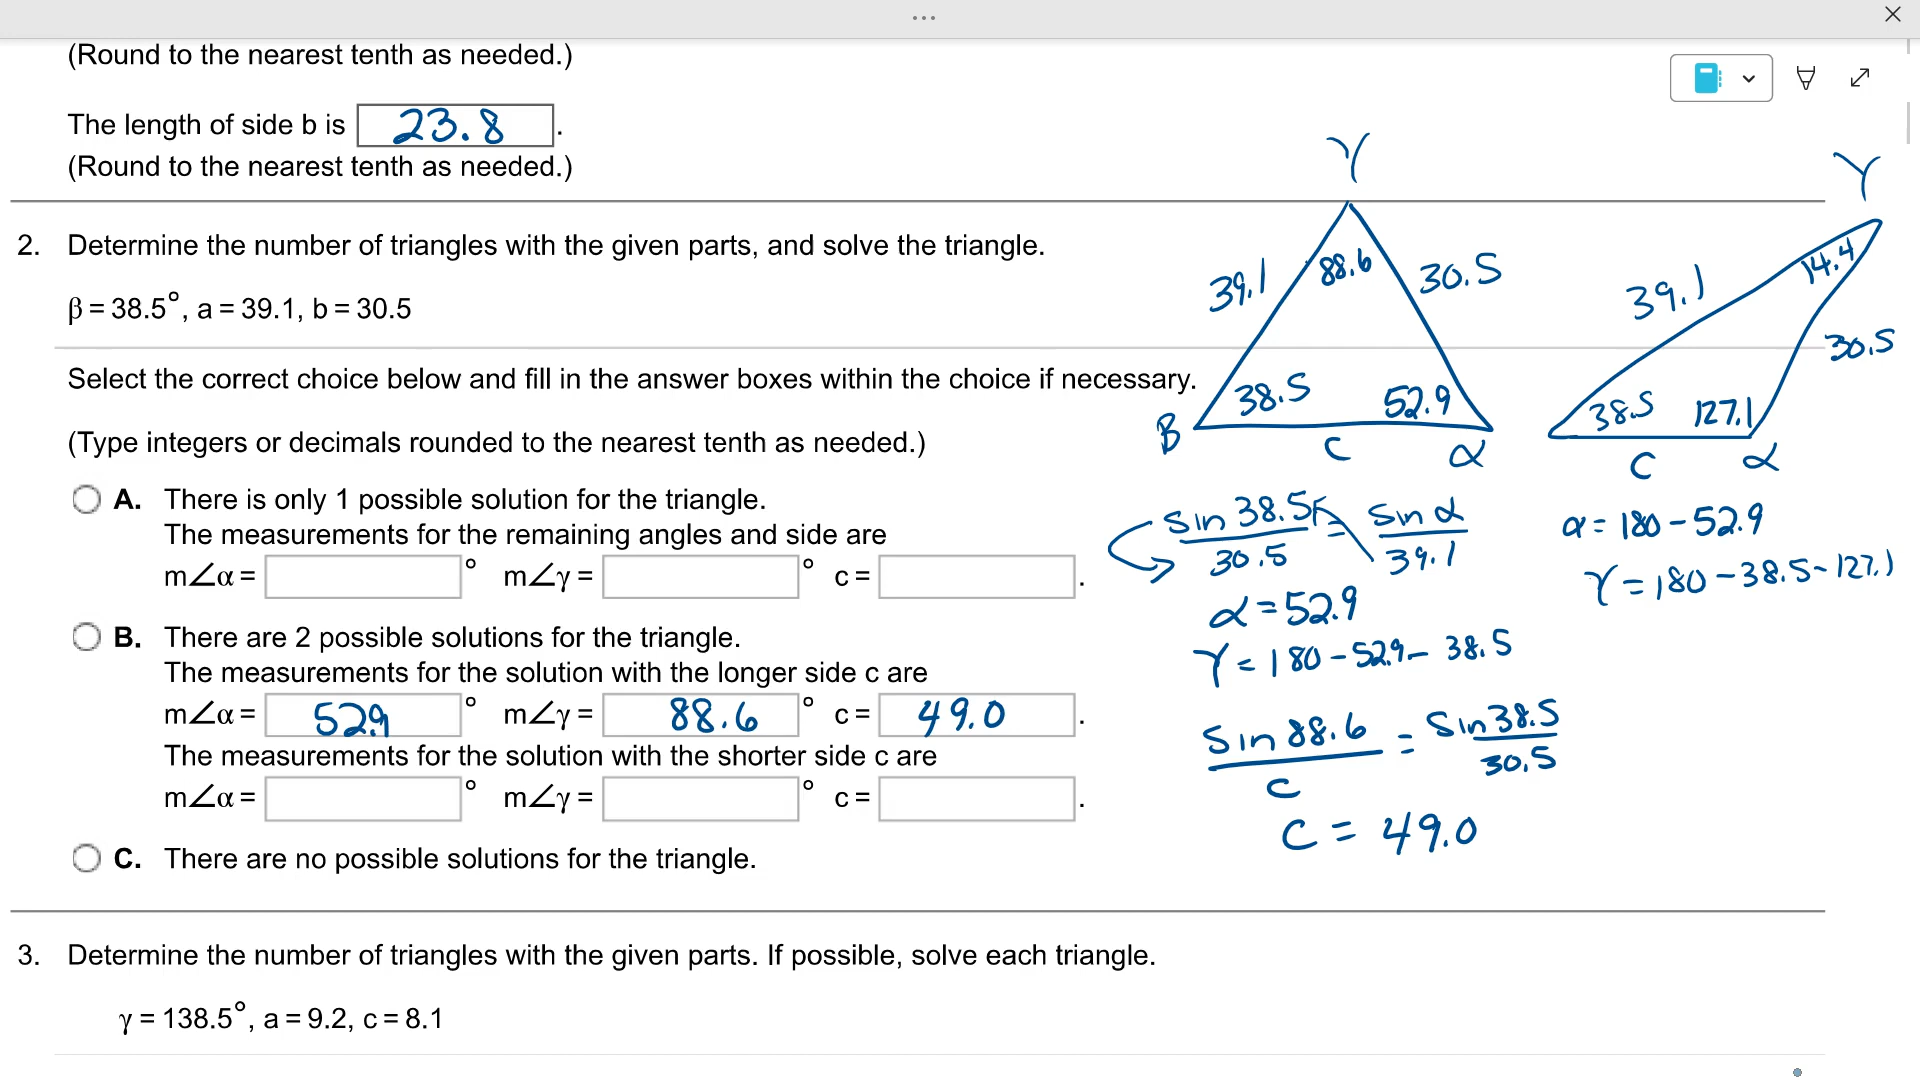 (Round to the nearest tenth as needed.)
The length of side b is 23.8.
(Round to the nearest tenth as needed.)
2. Determine the number of triangles with the given parts, and solve the triangle.
β = 38.5°, a = 39.1, b = 30.5
Select the correct choice below and fill in the answer boxes within the choice if necessary.
(Type integers or decimals rounded to the nearest tenth as needed.)
A. There is only 1 possible solution for the triangle.
The measurements for the remaining angles and side are
m∠α = ° m∠γ = ° c = .
B. There are 2 possible solutions for the triangle.
The measurements for the solution with the longer side c are
m∠α = 52.9° m∠γ = 88.6° c = 49.0.
The measurements for the solution with the shorter side c are
m∠α = ° m∠γ = ° c = .
C. There are no possible solutions for the triangle.
γ
39.1 88.6 30.5
38.5 52.9
B C α
γ
39.1 14.4
30.5
38.5 127.1
C α
sin 38.5 / 30.5 = sin α / 39.1
α = 52.9
γ = 180 - 52.9 - 38.5
sin 88.6 / C = sin 38.5 / 30.5
C = 49.0
α = 180 - 52.9
γ = 180 - 38.5 - 127.1
3. Determine the number of triangles with the given parts. If possible, solve each triangle.
γ = 138.5°, a = 9.2, c = 8.1